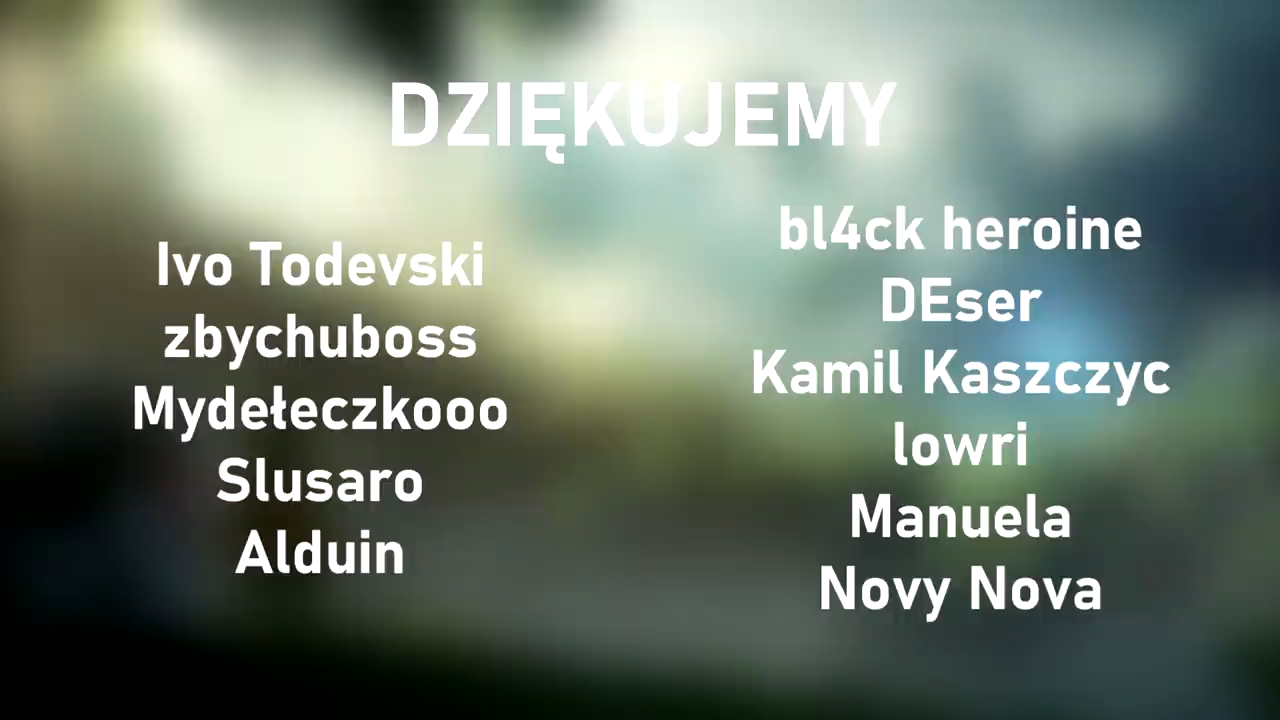 DZIĘKUJEMY
Ivo Todevski
zbychuboss
Mydełeczkooo
Slusaro
Alduin
bl4ck heroine
DEser
Kamil Kaszczyc
lowri
Manuela
Novy Nova